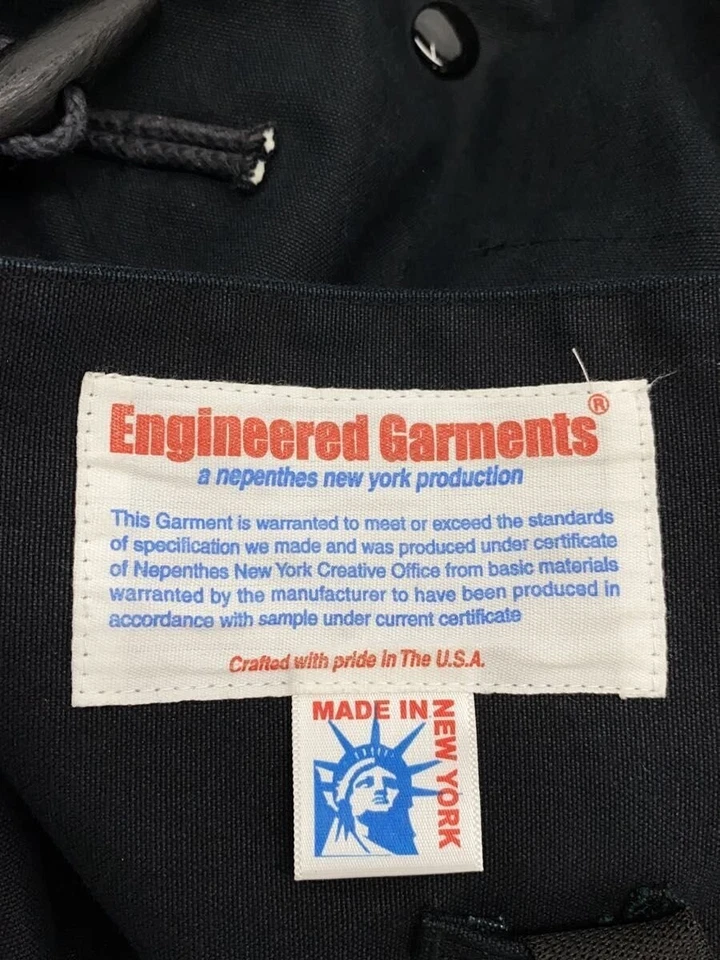 Engineered Garments®
a nepenthes new york production
This Garment is warranted to meet or exceed the standards
of specification we made and was produced under certificate
of Nepenthes New York Creative Office from basic materials
warranted by the manufacturer to have been produced in
accordance with sample under current certificate
Crafted with pride in The U.S.A.
MADE IN
NEW YORK